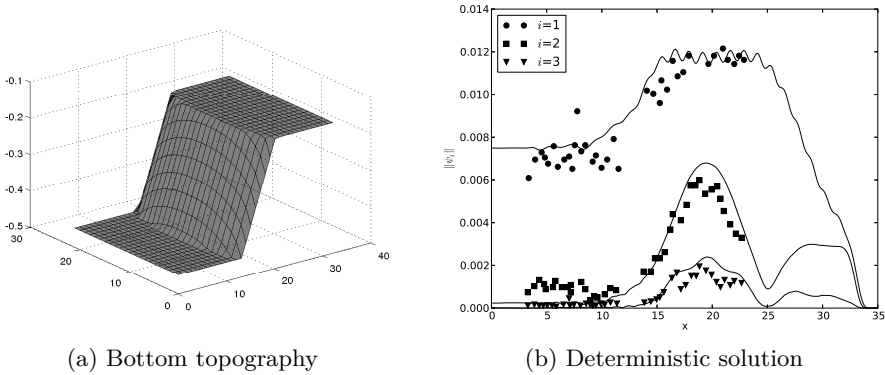 -0.1
-0.2
-0.3
-0.4
-0.5
30
20
10
0
0
10
20
30
40
(a) Bottom topography
0.014
0.012
0.010
0.008
0.006
0.004
0.002
0.000
‖ψᵢ‖
i=1
i=2
i=3
0 5 10 15 20 25 30 35
x
(b) Deterministic solution